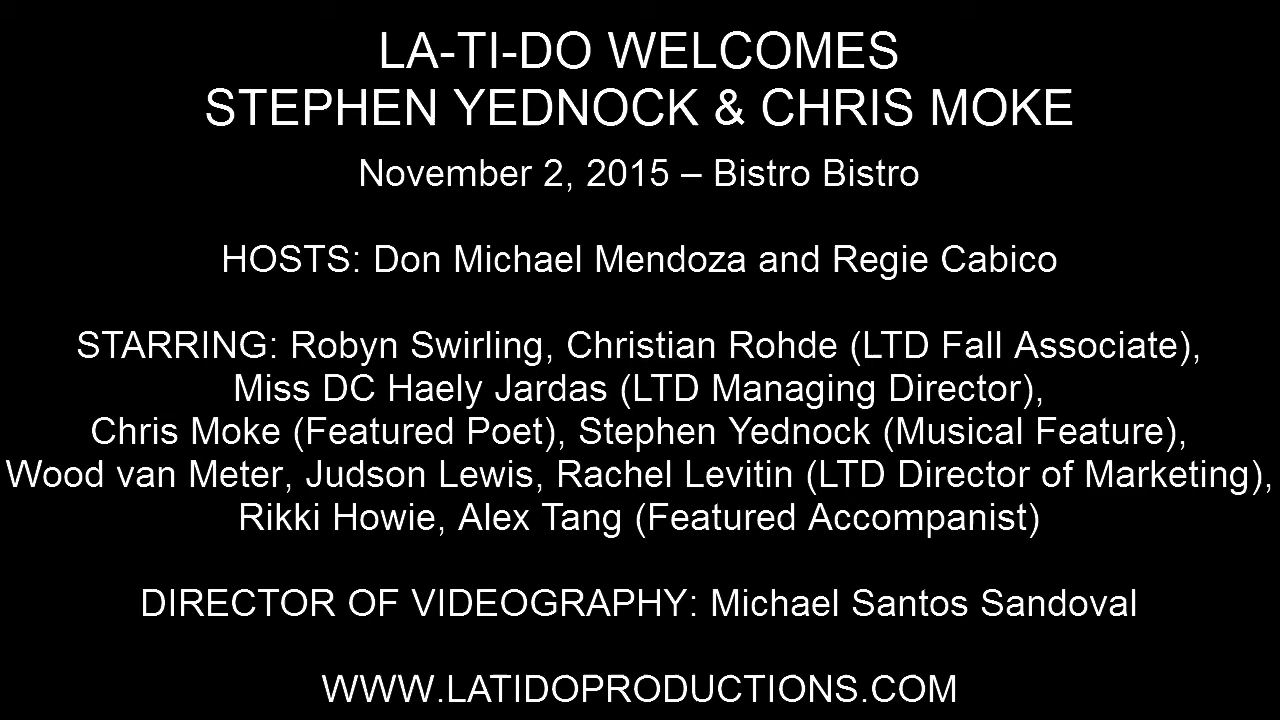 LA-TI-DO WELCOMES
STEPHEN YEDNOCK & CHRIS MOKE
November 2, 2015 – Bistro Bistro
HOSTS: Don Michael Mendoza and Regie Cabico
STARRING: Robyn Swirling, Christian Rohde (LTD Fall Associate),
Miss DC Haely Jardas (LTD Managing Director),
Chris Moke (Featured Poet), Stephen Yednock (Musical Feature),
Wood van Meter, Judson Lewis, Rachel Levitin (LTD Director of Marketing),
Rikki Howie, Alex Tang (Featured Accompanist)
DIRECTOR OF VIDEOGRAPHY: Michael Santos Sandoval
WWW.LATIDOPRODUCTIONS.COM